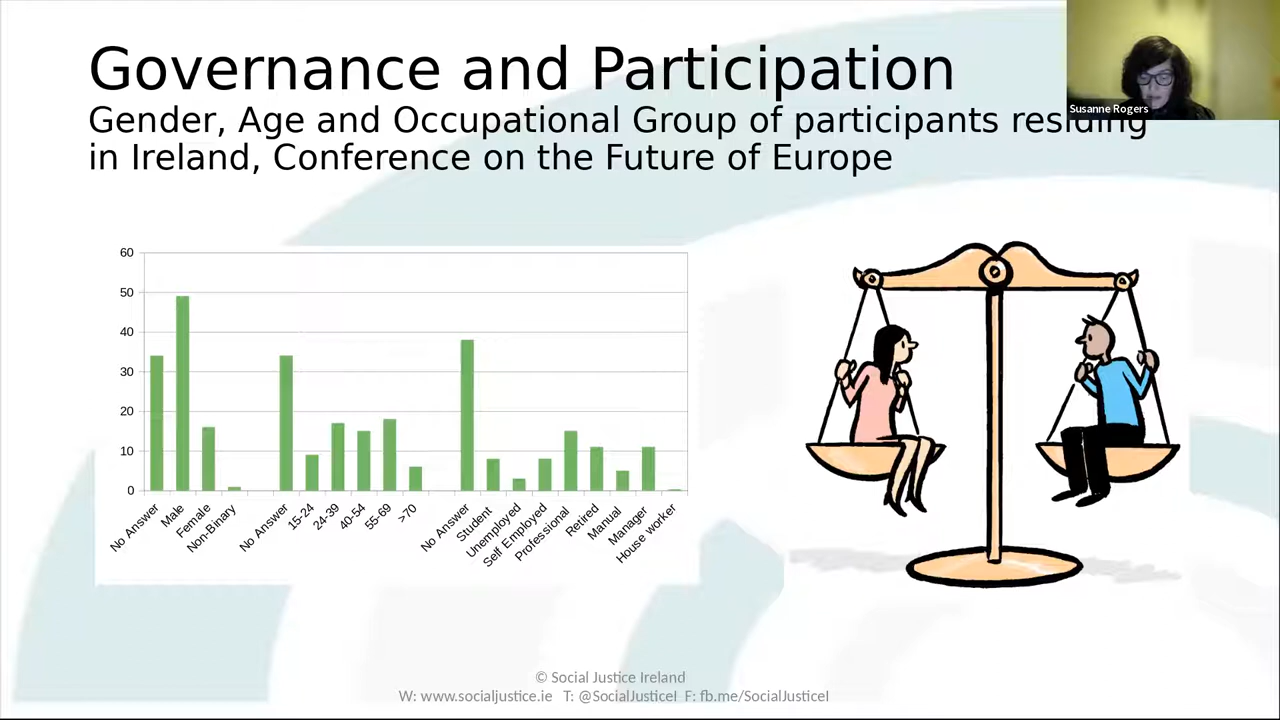 Governance and Participation
Gender, Age and Occupational Group of participants residing
in Ireland, Conference on the Future of Europe
Susanne Rogers
60
50
40
30
20
10
0
No Answer
Male
Female
Non-Binary
No Answer
15-24
24-39
40-54
55-69
>70
No Answer
Student
Unemployed
Self Employed
Professional
Retired
Manual
Manager
House worker
© Social Justice Ireland
W: www.socialjustice.ie T: @SocialJusticeI F: fb.me/SocialJusticeI